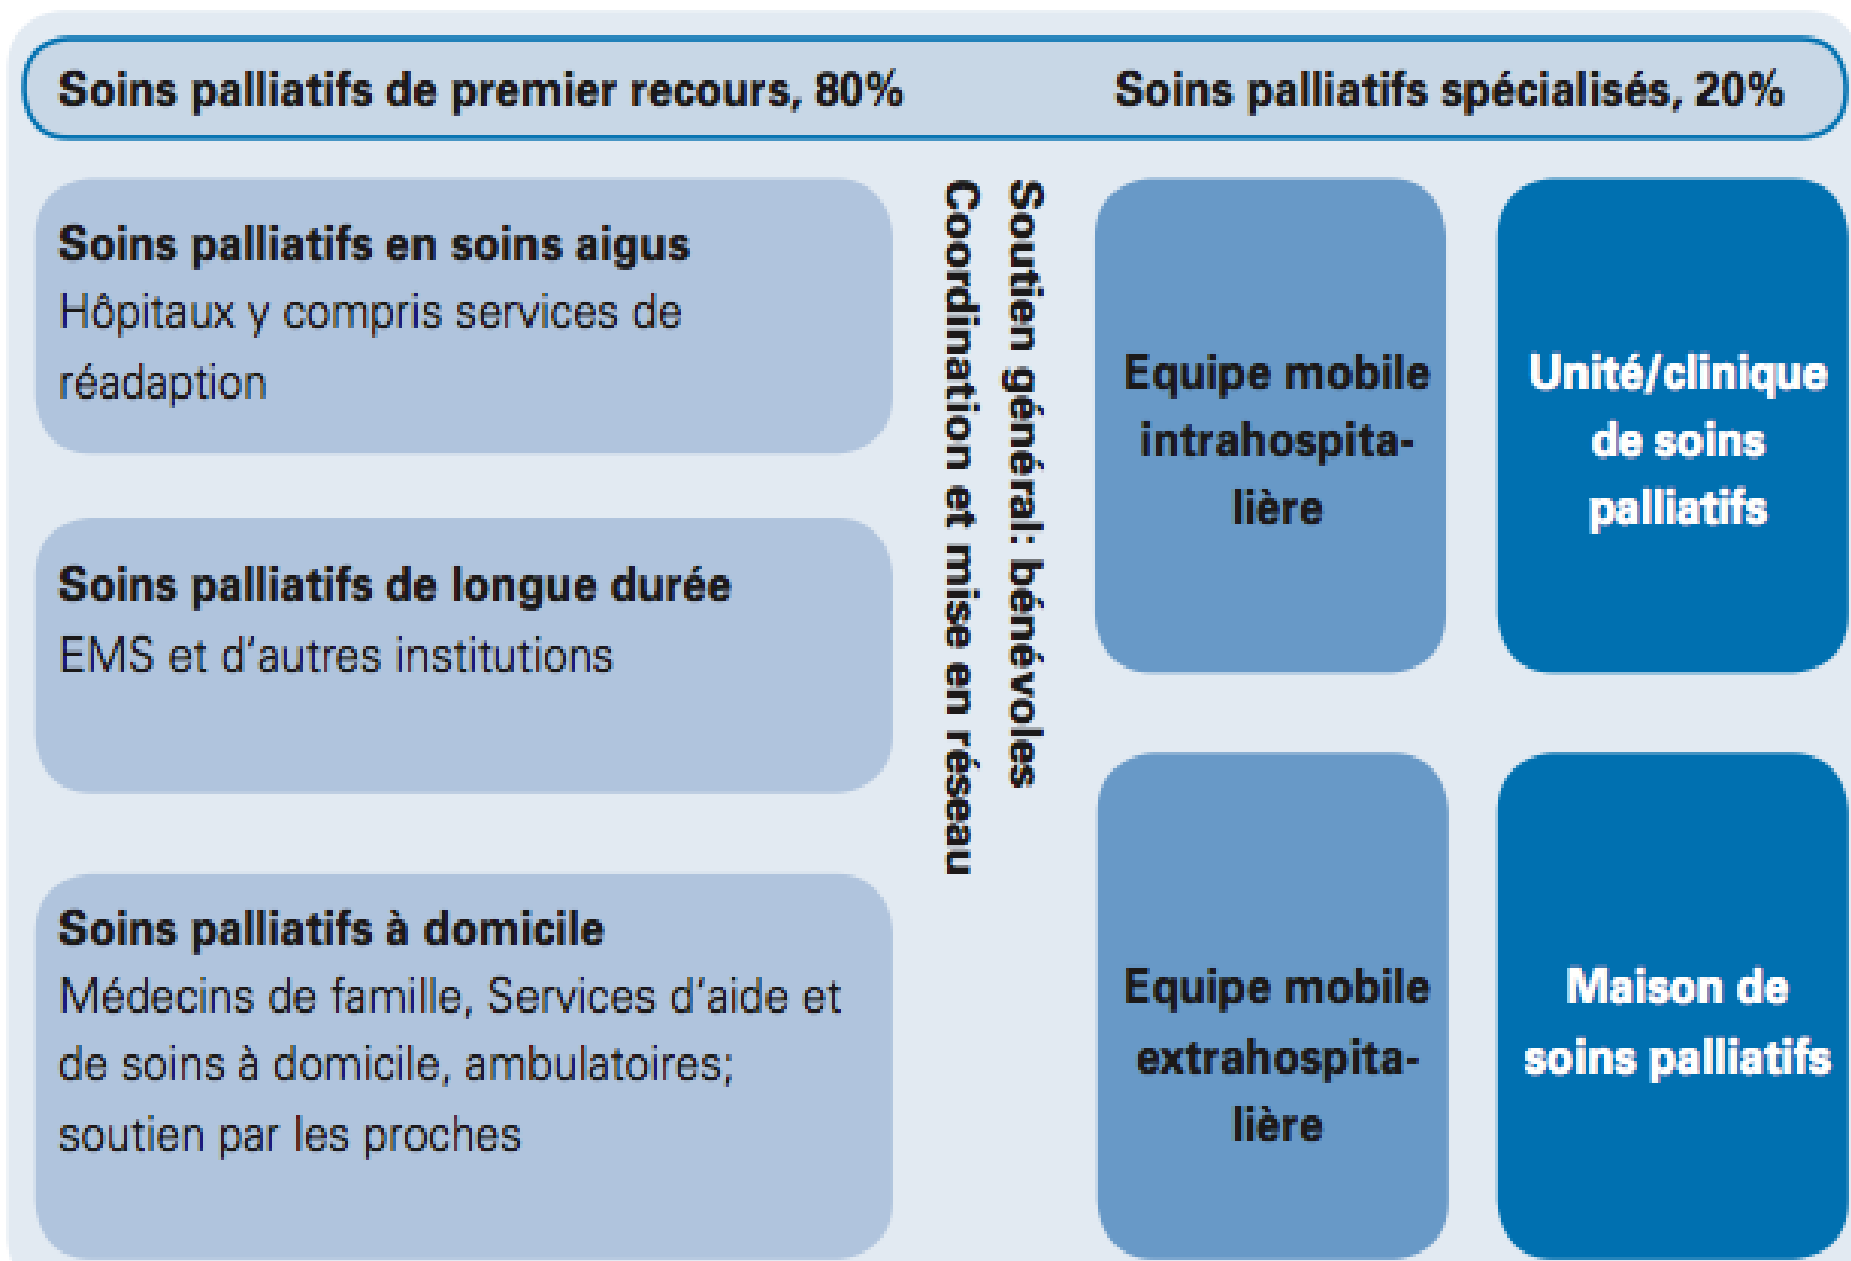 Soins palliatifs de premier recours, 80%
Soins palliatifs spécialisés, 20%
Soins palliatifs en soins aigus
Hôpitaux y compris services de
réadaption
Soins palliatifs de longue durée
EMS et d'autres institutions
Soins palliatifs à domicile
Médecins de famille, Services d'aide et
de soins à domicile, ambulatoires;
soutien par les proches
Soutien général: bénévoles
Coordination et mise en réseau
Equipe mobile
intrahospita-
lière
Unité/clinique
de soins
palliatifs
Equipe mobile
extrahospita-
lière
Maison de
soins palliatifs